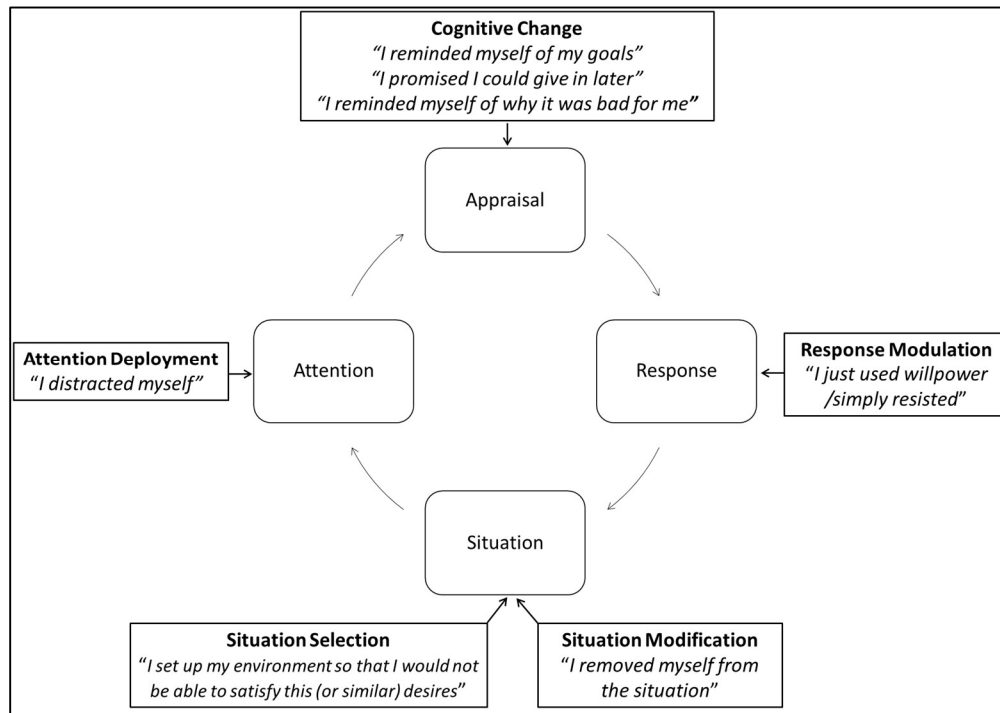 Cognitive Change
“I reminded myself of my goals”
“I promised I could give in later”
“I reminded myself of why it was bad for me”
Appraisal
Attention Deployment
“I distracted myself”
Attention
Response
Response Modulation
“I just used willpower
/simply resisted”
Situation
Situation Selection
“I set up my environment so that I would not
be able to satisfy this (or similar) desires”
Situation Modification
“I removed myself from
the situation”